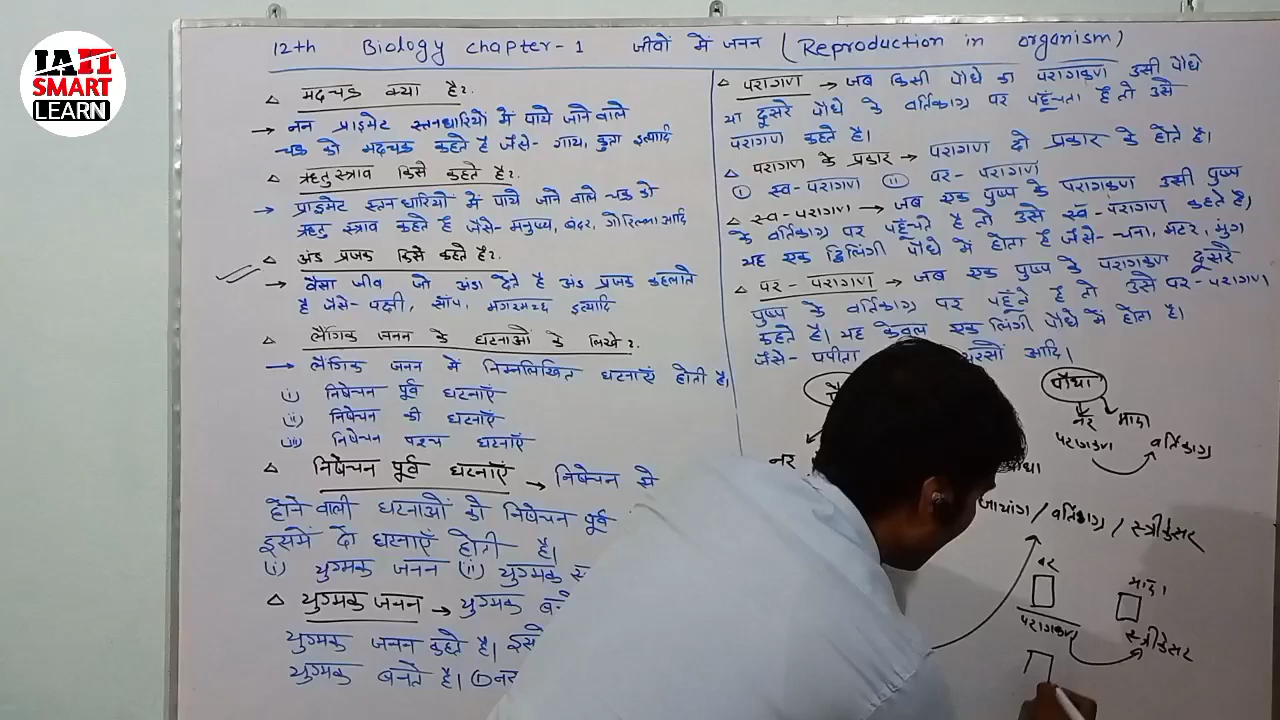 IAIT
SMART
LEARN
12th Biology chapter-1 जीवों में जनन (Reproduction in organism)
△ मदचक्र क्या है?
→ नन प्राइमेट स्तनधारियों में पाये जाने वाले
चक्र को मदचक्र कहते है जैसे- गाय, कुत्ता इत्यादि
△ ऋतुस्त्राव किसे कहते है?
→ प्राइमेट स्तनधारियों में पाये जाने वाले चक्र को
ऋतु स्त्राव कहते है जैसे- मनुष्य, बंदर, गोरिल्ला आदि
△ अंड प्रजक किसे कहते है?
→ वैसा जीव जो अंडा देते है अंड प्रजक कहलाते
है जैसे- पक्षी, साँप, मगरमच्छ इत्यादि
△ लैंगिक जनन के घटनाओं के लिखे?
→ लैंगिक जनन में निम्नलिखित घटनाएं होती है।
(i) निषेचन पूर्व घटनाएँ
(ii) निषेचन की घटनाएँ
(iii) निषेचन पश्च घटनाएँ
△ निषेचन पूर्व घटनाएँ → निषेचन से
होने वाली घटनाओं को निषेचन पूर्व
इसमें दो घटनाएँ होती है।
(i) युग्मक जनन (ii) युग्मक
△ युग्मक जनन → युग्मक
युग्मक जनन कहते है। इसे
युग्मक बनते है। ①नर
△ परागण → जब किसी पौधे का परागकण उसी पौधे
या दूसरे पौधे के वर्तिकाग्र पर पहूँचता है तो उसे
परागण कहते है।
△ परागण के प्रकार → परागण दो प्रकार के होते है।
(i) स्व-परागण (ii) पर-परागण
△ स्व-परागण → जब एक पुष्प के परागकण उसी पुष्प
के वर्तिकाग्र पर पहूँचते है तो उसे स्व-परागण कहते है,
यह एक द्विलिंगी पौधे में होता है जैसे- चना, मटर, मुंग
△ पर-परागण → जब एक पुष्प के परागकण दूसरे
पुष्प के वर्तिकाग्र पर पहूँते है तो उसे पर-परागण
कहते है। यह केवल एक लिंगी पौधे में होता है।
जैसे- पपीता सरसों आदि।
पौधा
नर मादा
परागकण वर्तिकाग्र
नर
जायांग / वर्तिकाग्र / स्त्रीकेसर
नर
मादा
परागकण
स्त्रीकेसर